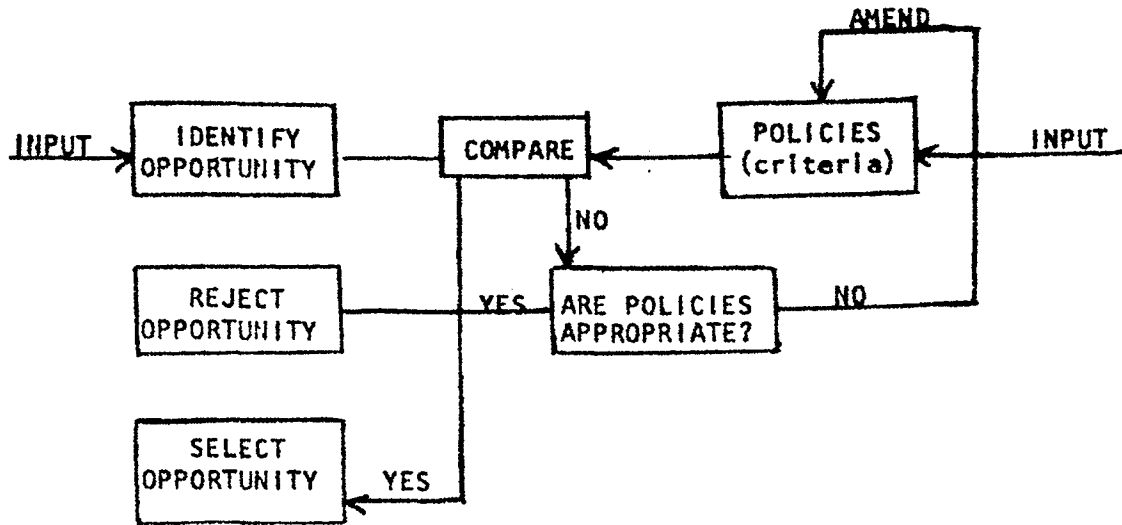 AMEND
INPUT
IDENTIFY
OPPORTUNITY
COMPARE
POLICIES
(criteria)
INPUT
NO
REJECT
OPPORTUNITY
YES
ARE POLICIES
APPROPRIATE?
NO
SELECT
OPPORTUNITY
YES